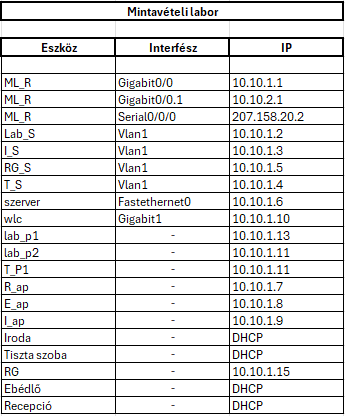 Mintavételi labor
Eszköz Interfész IP
ML_R Gigabit0/0 10.10.1.1
ML_R Gigabit0/0.1 10.10.2.1
ML_R Serial0/0/0 207.158.20.2
Lab_S Vlan1 10.10.1.2
I_S Vlan1 10.10.1.3
RG_S Vlan1 10.10.1.5
T_S Vlan1 10.10.1.4
szerver Fastethernet0 10.10.1.6
wlc Gigabit1 10.10.1.10
lab_p1 - 10.10.1.13
lab_p2 - 10.10.1.11
T_P1 - 10.10.1.11
R_ap - 10.10.1.7
E_ap - 10.10.1.8
I_ap - 10.10.1.9
Iroda - DHCP
Tiszta szoba - DHCP
RG - 10.10.1.15
Ebédlő - DHCP
Recepció - DHCP